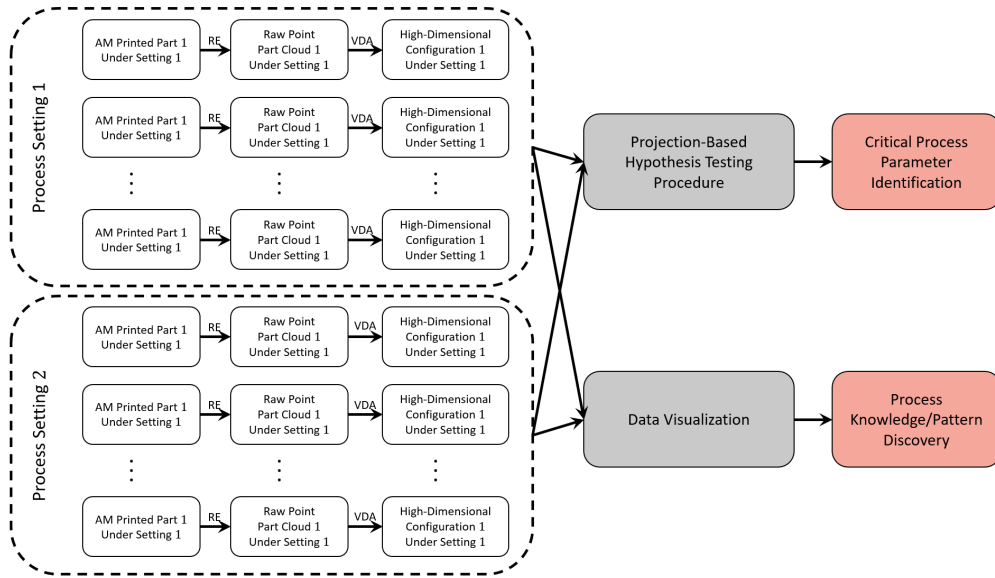 Process Setting 1
AM Printed Part 1
Under Setting 1
RE
Raw Point
Part Cloud 1
Under Setting 1
VDA
High-Dimensional
Configuration 1
Under Setting 1
AM Printed Part 1
Under Setting 1
RE
Raw Point
Part Cloud 1
Under Setting 1
VDA
High-Dimensional
Configuration 1
Under Setting 1
AM Printed Part 1
Under Setting 1
RE
Raw Point
Part Cloud 1
Under Setting 1
VDA
High-Dimensional
Configuration 1
Under Setting 1
Process Setting 2
AM Printed Part 1
Under Setting 1
RE
Raw Point
Part Cloud 1
Under Setting 1
VDA
High-Dimensional
Configuration 1
Under Setting 1
AM Printed Part 1
Under Setting 1
RE
Raw Point
Part Cloud 1
Under Setting 1
VDA
High-Dimensional
Configuration 1
Under Setting 1
AM Printed Part 1
Under Setting 1
RE
Raw Point
Part Cloud 1
Under Setting 1
VDA
High-Dimensional
Configuration 1
Under Setting 1
Projection-Based
Hypothesis Testing
Procedure
Critical Process
Parameter
Identification
Data Visualization
Process
Knowledge/Pattern
Discovery